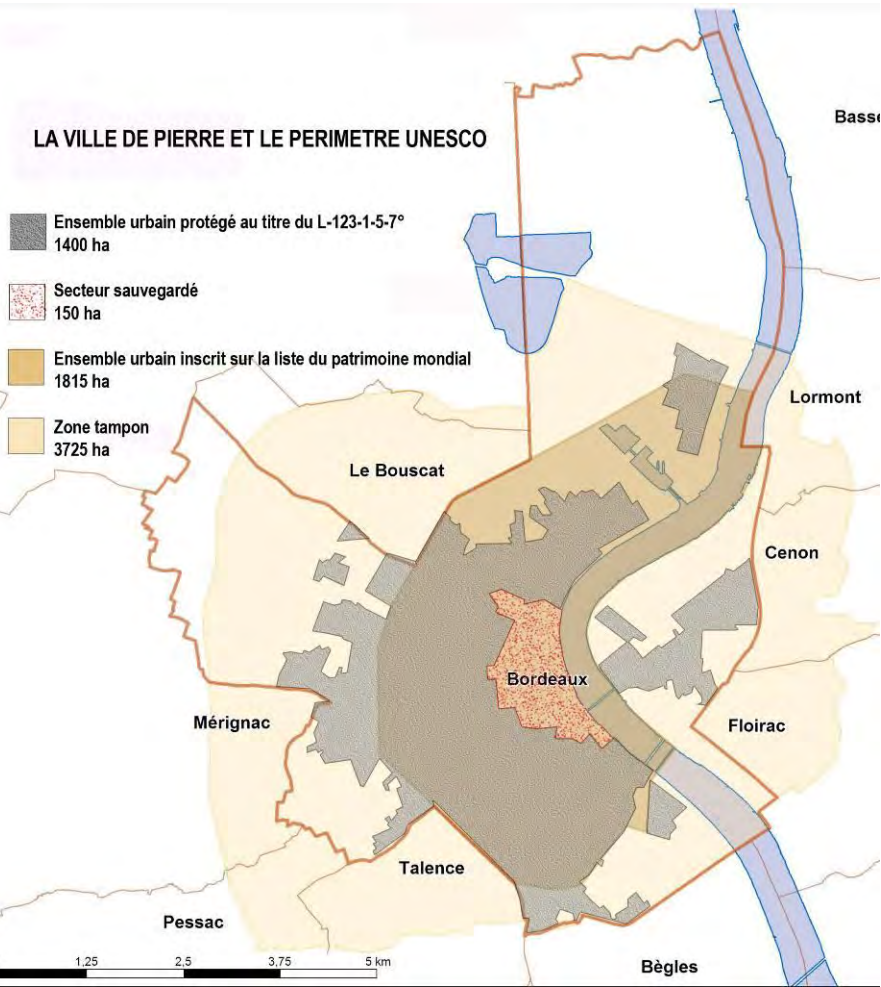 LA VILLE DE PIERRE ET LE PERIMETRE UNESCO
Ensemble urbain protégé au titre du L-123-1-5-7°
1400 ha
Secteur sauvegardé
150 ha
Ensemble urbain inscrit sur la liste du patrimoine mondial
1815 ha
Zone tampon
3725 ha
Basse
Lormont
Le Bouscat
Cenon
Bordeaux
Mérignac
Floirac
Talence
Pessac
Bègles
1,25 2,5 3,75 5 km